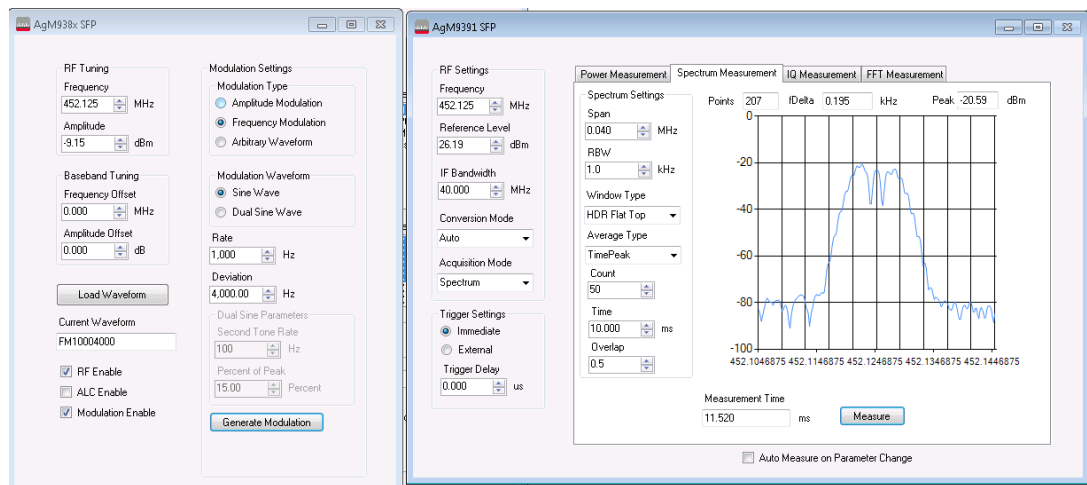 AgM938x SFP
RF Tuning
Frequency
452.125 MHz
Amplitude
-9.15 dBm
Baseband Tuning
Frequency Offset
0.000 MHz
Amplitude Offset
0.000 dB
Load Waveform
Current Waveform
FM10004000
RF Enable
ALC Enable
Modulation Enable
Modulation Settings
Modulation Type
Amplitude Modulation
Frequency Modulation
Arbitrary Waveform
Modulation Waveform
Sine Wave
Dual Sine Wave
Rate
1,000 Hz
Deviation
4,000.00 Hz
Dual Sine Parameters
Second Tone Rate
100 Hz
Percent of Peak
15.00 Percent
Generate Modulation
AgM9391 SFP
RF Settings
Frequency
452.125 MHz
Reference Level
26.19 dBm
IF Bandwidth
40.000 MHz
Conversion Mode
Auto
Acquisition Mode
Spectrum
Trigger Settings
Immediate
External
Trigger Delay
0.000 us
Power Measurement Spectrum Measurement IQ Measurement FFT Measurement
Spectrum Settings
Span
0.040 MHz
RBW
1.0 kHz
Window Type
HDR Flat Top
Average Type
TimePeak
Count
50
Time
10.000 ms
Overlap
0.5
Points 207 fDelta 0.195 kHz Peak -20.59 dBm
0
-20
-40
-60
-80
-100
452.1046875 452.1146875 452.1246875 452.1346875 452.1446875
Measurement Time
11.520 ms
Measure
Auto Measure on Parameter Change